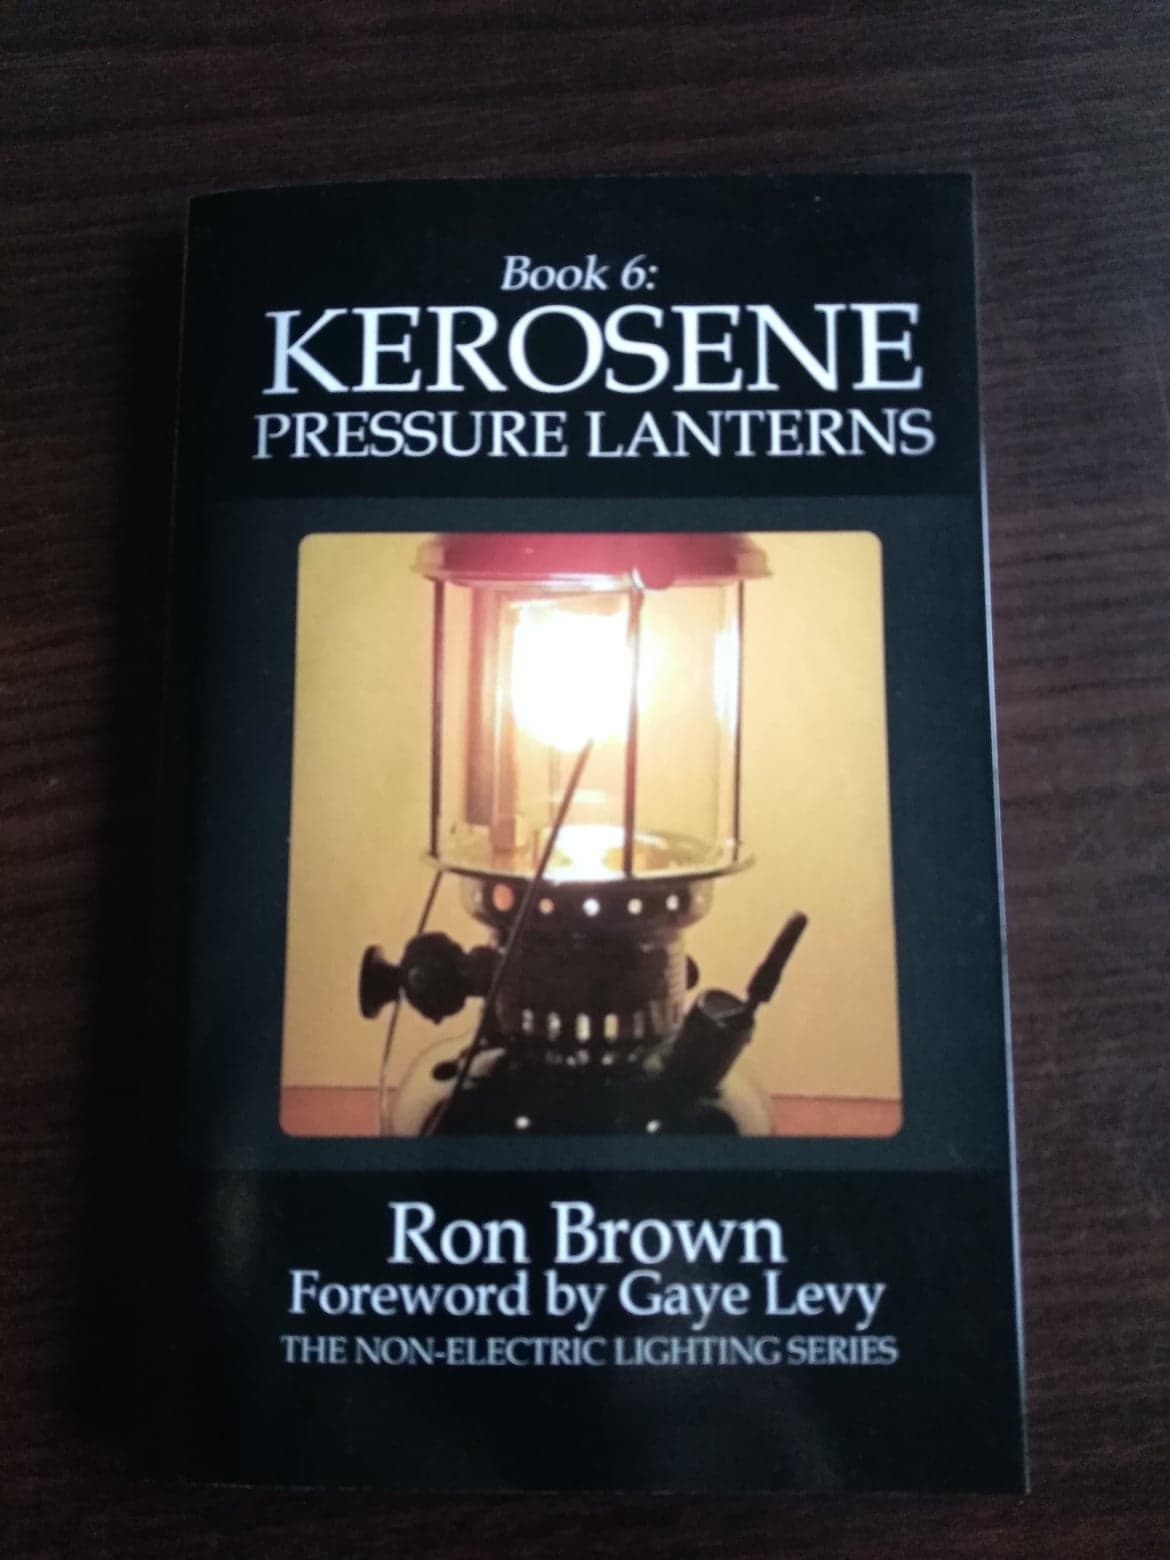 Book 6:
KEROSENE
PRESSURE LANTERNS
Ron Brown
Foreword by Gaye Levy
THE NON-ELECTRIC LIGHTING SERIES